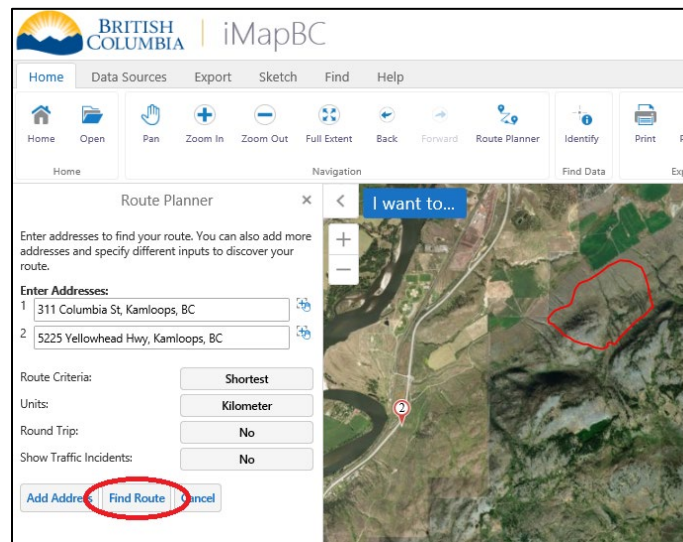 BRITISH
COLUMBIA
iMapBC
Home Data Sources Export Sketch Find Help
Home Open Pan Zoom In Zoom Out Full Extent Back Forward Route Planner Identify Print
Home Navigation Find Data
Route Planner
I want to...
Enter addresses to find your route. You can also add more
addresses and specify different inputs to discover your
route.
Enter Addresses:
1 311 Columbia St, Kamloops, BC
2 5225 Yellowhead Hwy, Kamloops, BC
Route Criteria: Shortest
Units: Kilometer
Round Trip: No
Show Traffic Incidents: No
Add Address Find Route Cancel
2